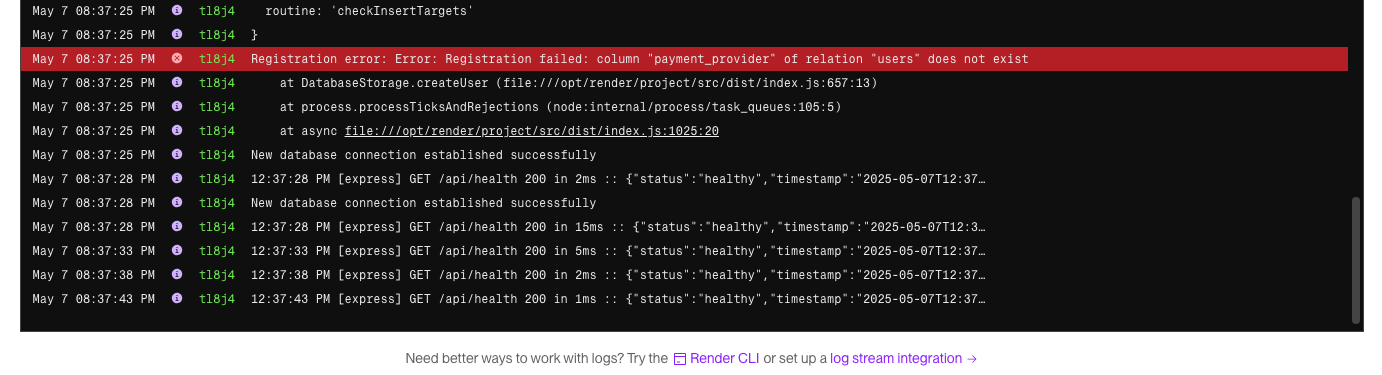 May 7 08:37:25 PM i tl8j4 routine: 'checkInsertTargets'
May 7 08:37:25 PM i tl8j4 }
May 7 08:37:25 PM x tl8j4 Registration error: Error: Registration failed: column "payment_provider" of relation "users" does not exist
May 7 08:37:25 PM i tl8j4 at DatabaseStorage.createUser (file:///opt/render/project/src/dist/index.js:657:13)
May 7 08:37:25 PM i tl8j4 at process.processTicksAndRejections (node:internal/process/task_queues:105:5)
May 7 08:37:25 PM i tl8j4 at async file:///opt/render/project/src/dist/index.js:1025:20
May 7 08:37:25 PM i tl8j4 New database connection established successfully
May 7 08:37:28 PM i tl8j4 12:37:28 PM [express] GET /api/health 200 in 2ms :: {"status":"healthy","timestamp":"2025-05-07T12:37…
May 7 08:37:28 PM i tl8j4 New database connection established successfully
May 7 08:37:28 PM i tl8j4 12:37:28 PM [express] GET /api/health 200 in 15ms :: {"status":"healthy","timestamp":"2025-05-07T12:3…
May 7 08:37:33 PM i tl8j4 12:37:33 PM [express] GET /api/health 200 in 5ms :: {"status":"healthy","timestamp":"2025-05-07T12:37…
May 7 08:37:38 PM i tl8j4 12:37:38 PM [express] GET /api/health 200 in 2ms :: {"status":"healthy","timestamp":"2025-05-07T12:37…
May 7 08:37:43 PM i tl8j4 12:37:43 PM [express] GET /api/health 200 in 1ms :: {"status":"healthy","timestamp":"2025-05-07T12:37…
Need better ways to work with logs? Try the Render CLI or set up a log stream integration →